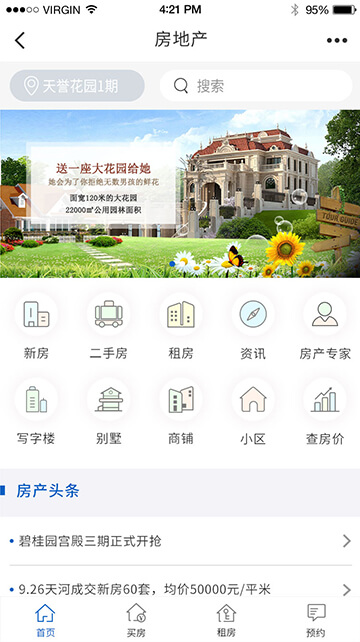 VIRGIN 4:21 PM 95%
房地产
天誉花园1期 搜索
送一座大花园给她
她会为了你拒绝无数男孩的鲜花
面宽120米的大花园
22000㎡公用园林面积
TOUR GUIDE
新房 二手房 租房 资讯 房产专家
写字楼 别墅 商铺 小区 查房价
房产头条
碧桂园宫殿三期正式开抢
9.26天河成交新房60套，均价50000元/平米
首页 买房 租房 预约